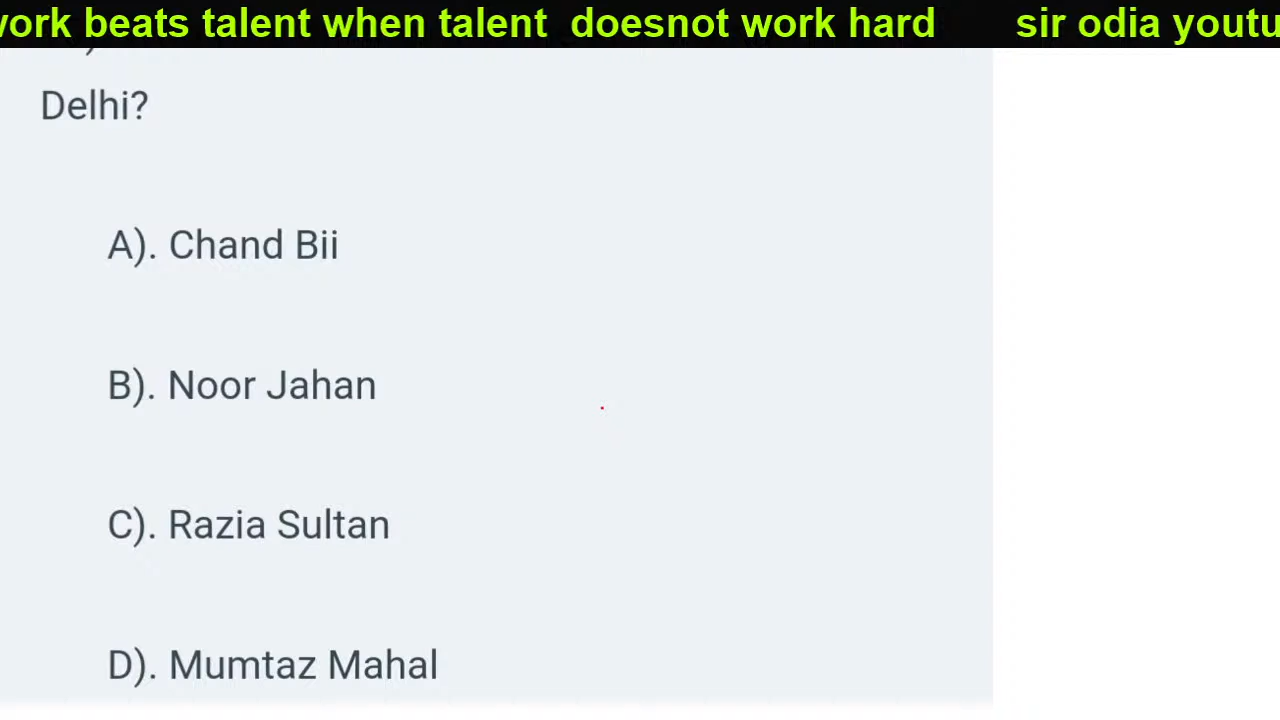 work beats talent when talent doesnot work hard sir odia youtu
Delhi?
A). Chand Bii
B). Noor Jahan
C). Razia Sultan
D). Mumtaz Mahal